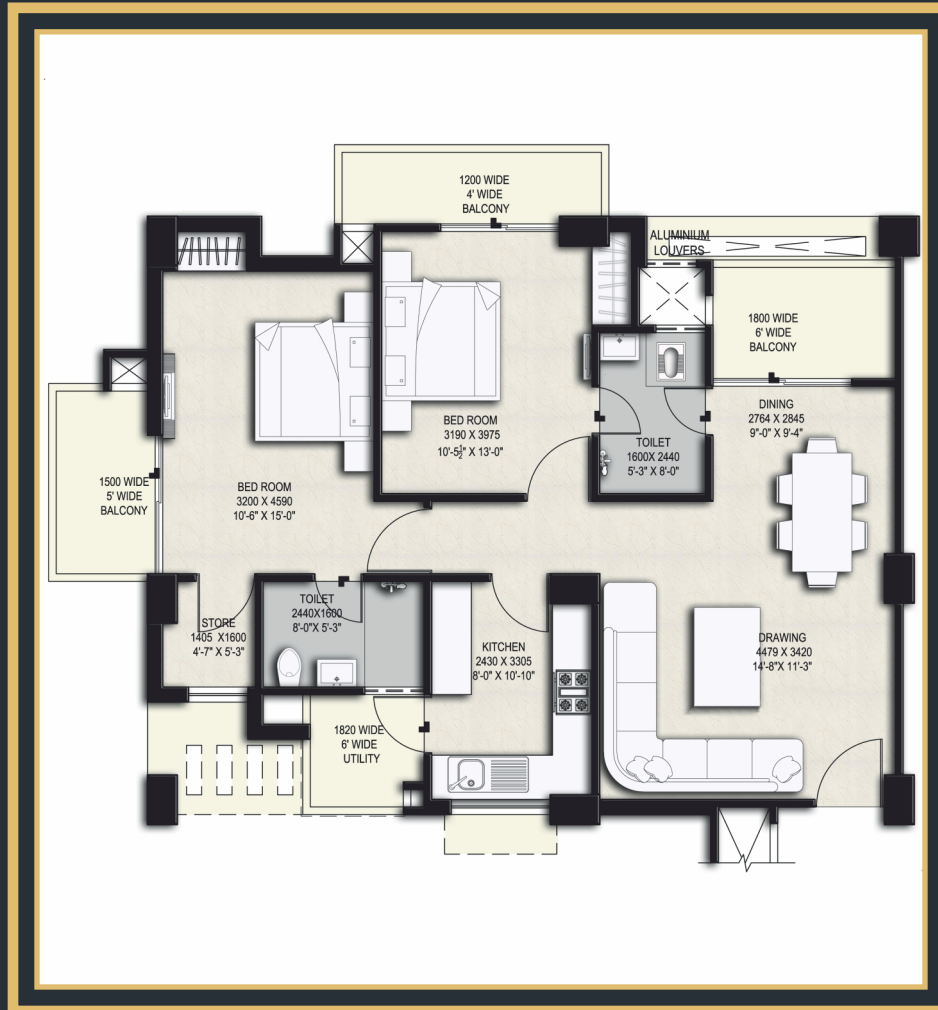 1200 WIDE
4' WIDE
BALCONY
ALUMINIUM
LOUVERS
1800 WIDE
6' WIDE
BALCONY
DINING
2764 X 2845
9"-0" X 9'-4"
BED ROOM
3190 X 3975
10'-5½" X 13'-0"
TOILET
1600X 2440
5'-3" X 8'-0"
BED ROOM
3200 X 4590
10'-6" X 15'-0"
1500 WIDE
5' WIDE
BALCONY
TOILET
2440X1600
8'-0"X 5'-3"
STORE
1405 X1600
4'-7" X 5'-3"
KITCHEN
2430 X 3305
8'-0" X 10'-10"
DRAWING
4479 X 3420
14'-8"X 11'-3"
1820 WIDE
6' WIDE
UTILITY